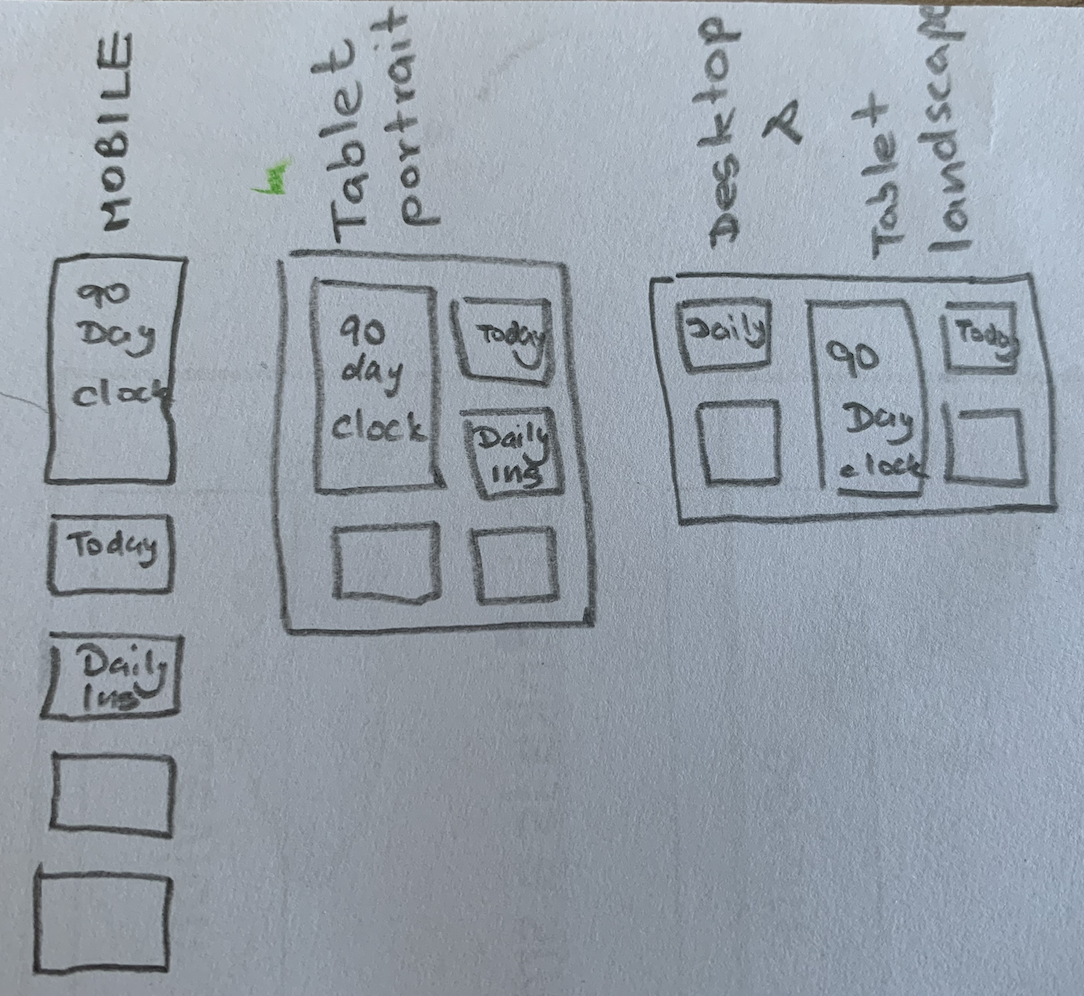 MOBILE
90
Day
clock
Today
Daily
Ins
Tablet
portrait
90
day
clock
Today
Daily
ins
Desktop
&
Tablet
landscape
Daily
90
Day
clock
Today